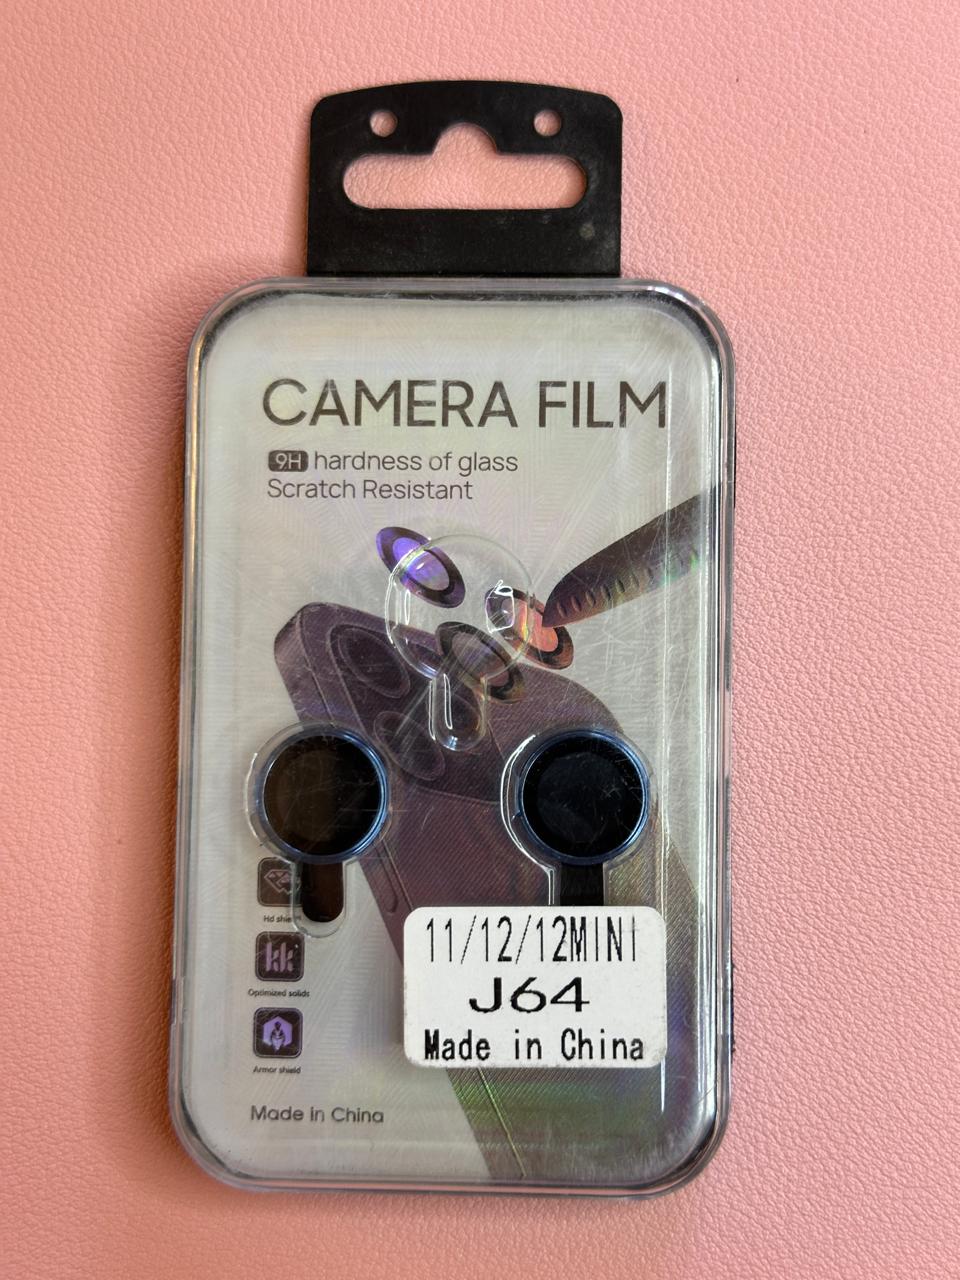 CAMERA FILM
9H hardness of glass
Scratch Resistant
Hd shield
Optimized solids
Armor shield
Made in China
11/12/12MINI
J64
Made in China